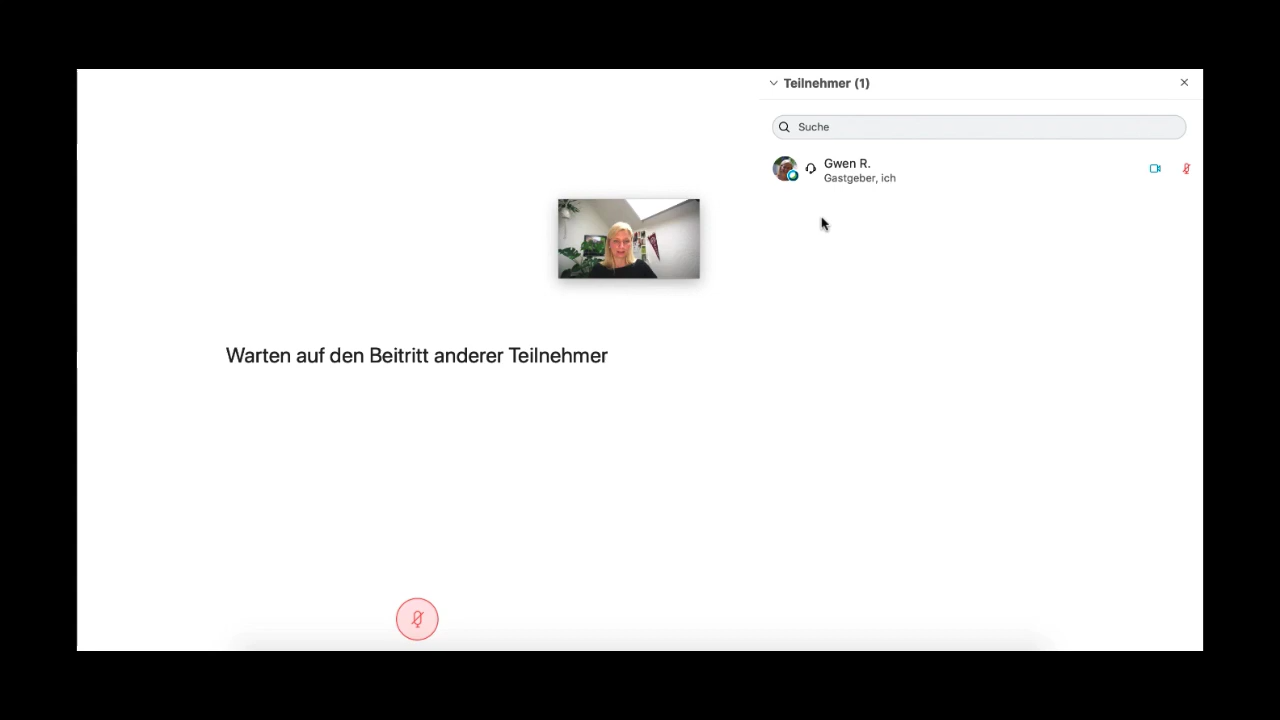 Teilnehmer (1)
Suche
Gwen R.
Gastgeber, ich
Warten auf den Beitritt anderer Teilnehmer